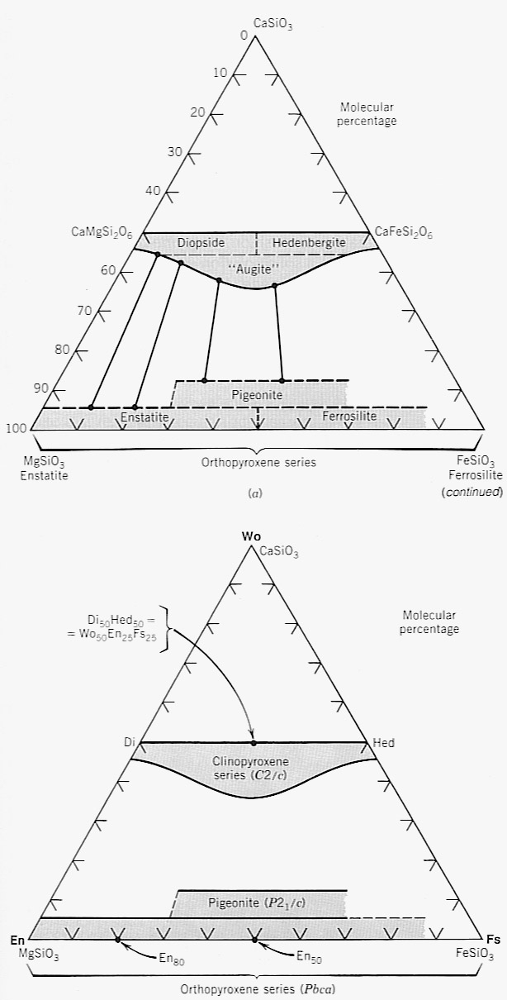 CaSiO₃
0
10
20
30
40
Molecular
percentage
CaMgSi₂O₆
CaFeSi₂O₆
Diopside
Hedenbergite
"Augite"
60
70
80
90
100
Pigeonite
Enstatite
Ferrosilite
MgSiO₃
Enstatite
Orthopyroxene series
FeSiO₃
Ferrosilite
(a)
(continued)
Wo
CaSiO₃
Di₅₀Hed₅₀ =
= Wo₅₀En₂₅Fs₂₅
Molecular
percentage
Di
Hed
Clinopyroxene
series (C2/c)
Pigeonite (P2₁/c)
En
Fs
MgSiO₃
En₈₀
En₅₀
FeSiO₃
Orthopyroxene series (Pbca)